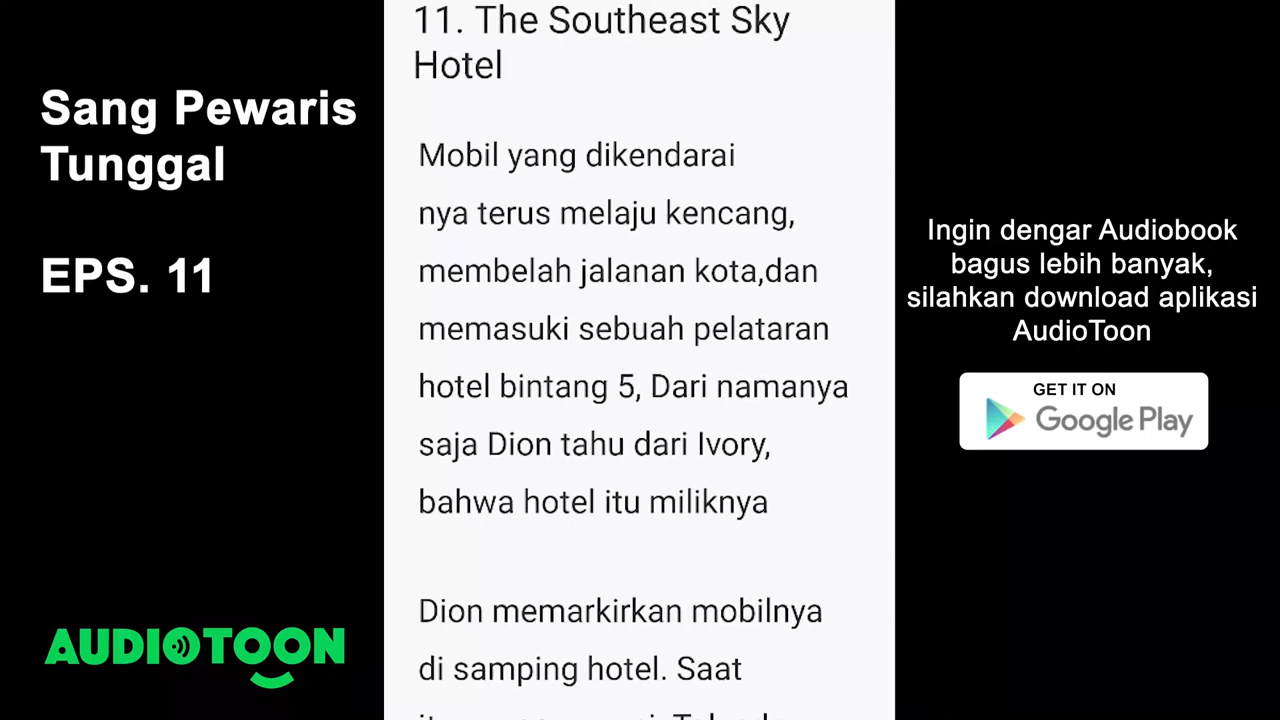 Sang Pewaris
Tunggal
EPS. 11
AUDIOTOON
11. The Southeast Sky
Hotel
Mobil yang dikendarai
nya terus melaju kencang,
membelah jalanan kota,dan
memasuki sebuah pelataran
hotel bintang 5, Dari namanya
saja Dion tahu dari Ivory,
bahwa hotel itu miliknya
Dion memarkirkan mobilnya
di samping hotel. Saat
Ingin dengar Audiobook
bagus lebih banyak,
silahkan download aplikasi
AudioToon
GET IT ON
Google Play